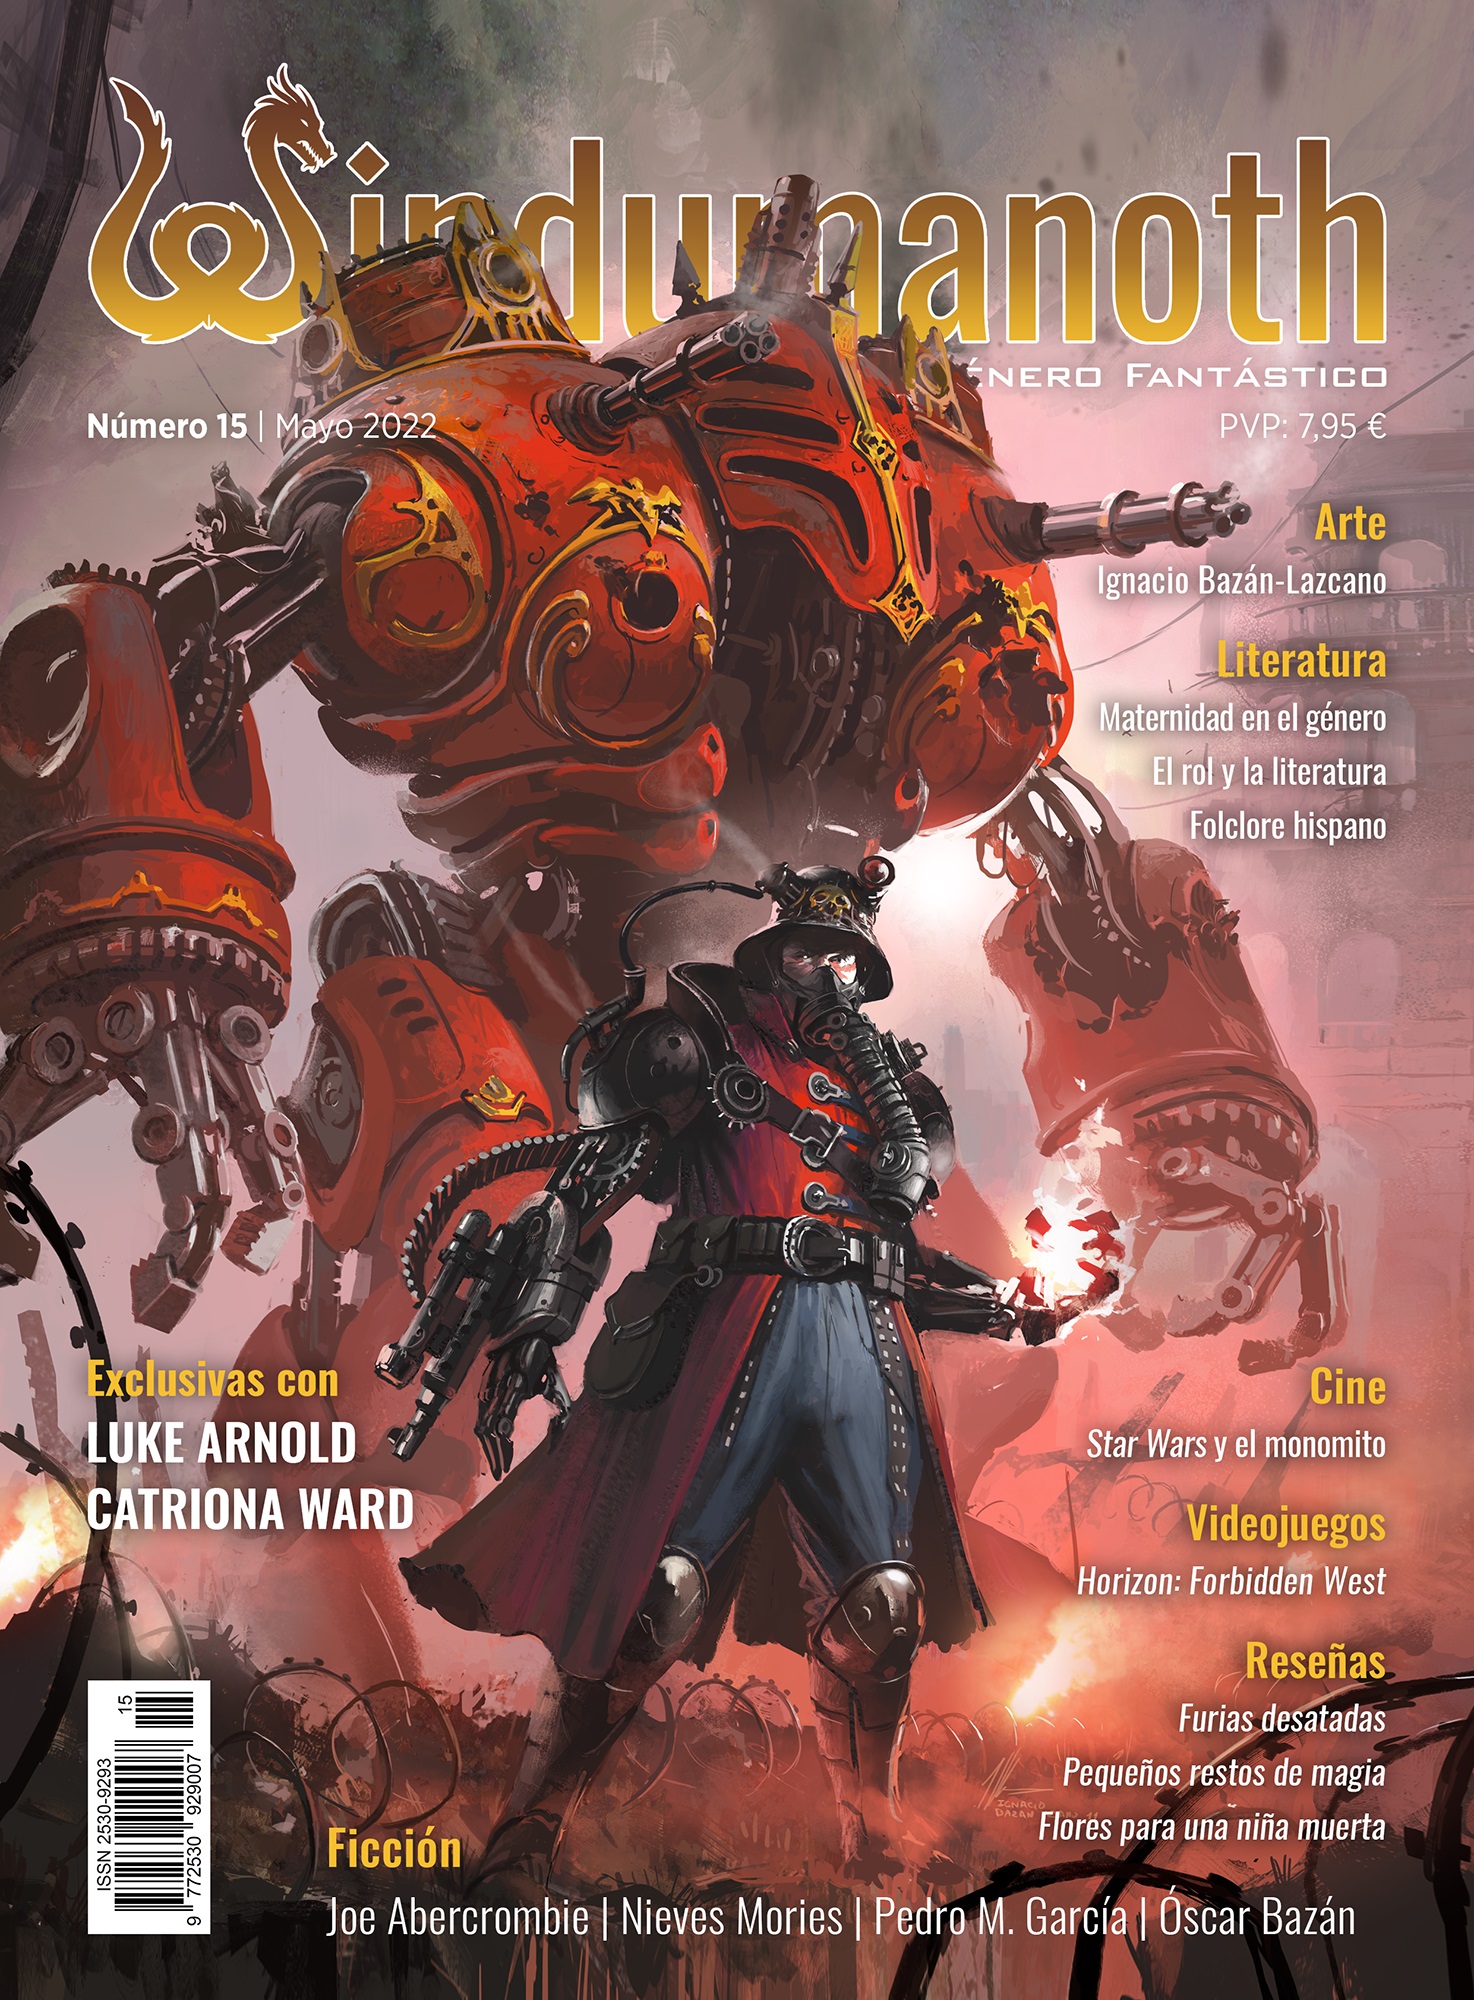 Windumanoth
ÉNERO FANTÁSTICO
Número 15 | Mayo 2022
PVP: 7,95 €
Arte
Ignacio Bazán-Lazcano
Literatura
Maternidad en el género
El rol y la literatura
Folclore hispano
Exclusivas con
LUKE ARNOLD
CATRIONA WARD
Cine
Star Wars y el monomito
Videojuegos
Horizon: Forbidden West
Reseñas
Furias desatadas
Pequeños restos de magia
Flores para una niña muerta
IGNACIO
BAZAN
Ficción
Joe Abercrombie | Nieves Mories | Pedro M. García | Óscar Bazán
ISSN 2530-9293
15
9 772530 929007